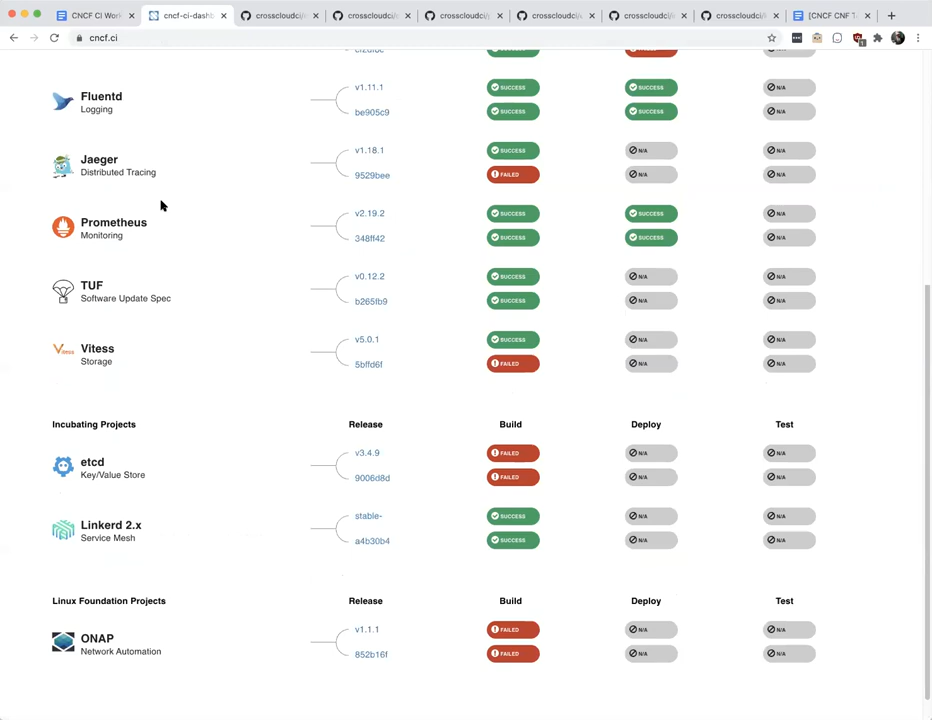 CNCF CI Work
cncf-ci-dash
crosscloudci/
crosscloudci/
crosscloudci/
crosscloudci/
crosscloudci/
crosscloudci/
[CNCF CNF T
cncf.ci
SUCCESS N/A
Fluentd
Logging
v1.11.1 SUCCESS SUCCESS N/A
be905c9 SUCCESS SUCCESS N/A
Jaeger
Distributed Tracing
v1.18.1 SUCCESS N/A N/A
9529bee FAILED N/A N/A
Prometheus
Monitoring
v2.19.2 SUCCESS SUCCESS N/A
348ff42 SUCCESS SUCCESS N/A
TUF
Software Update Spec
v0.12.2 SUCCESS N/A N/A
b265fb9 SUCCESS N/A N/A
Vitess
Storage
v5.0.1 SUCCESS N/A N/A
5bffd6f FAILED N/A N/A
Incubating Projects Release Build Deploy Test
etcd
Key/Value Store
v3.4.9 FAILED N/A N/A
9006d8d FAILED N/A N/A
Linkerd 2.x
Service Mesh
stable- SUCCESS N/A N/A
a4b30b4 SUCCESS N/A N/A
Linux Foundation Projects Release Build Deploy Test
ONAP
Network Automation
v1.1.1 FAILED N/A N/A
852b16f FAILED N/A N/A